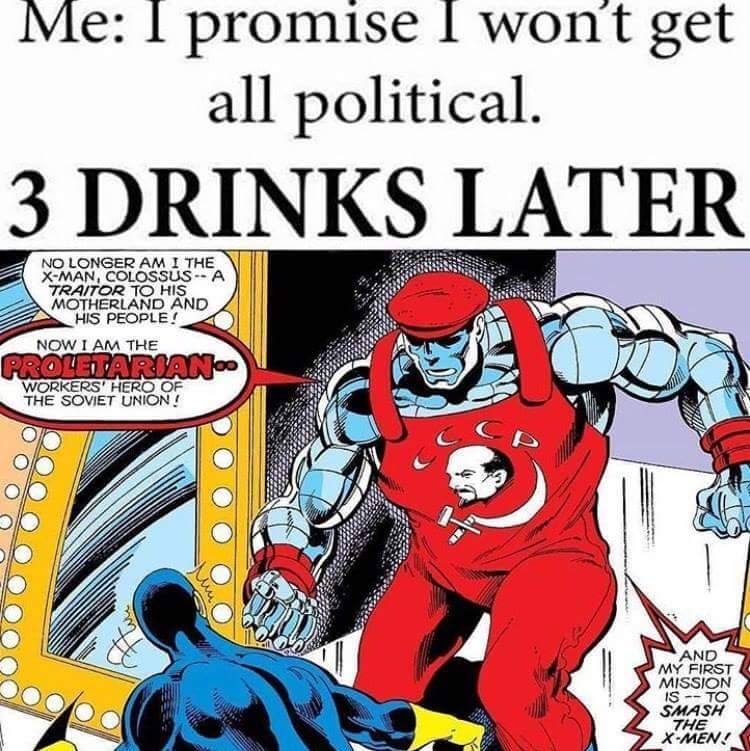 Me: I promise I won't get
all political.
3 DRINKS LATER
NO LONGER AM I THE
X-MAN, COLOSSUS -- A
TRAITOR TO HIS
MOTHERLAND AND
HIS PEOPLE!
NOW I AM THE
PROLETARIAN--
WORKERS' HERO OF
THE SOVIET UNION!
CCCP
AND
MY FIRST
MISSION
IS -- TO
SMASH
THE
X-MEN!